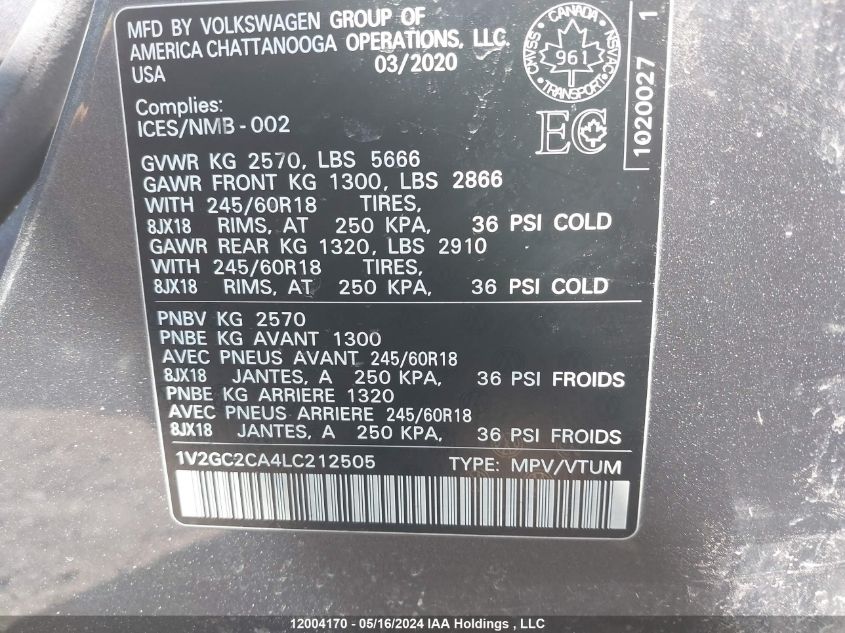 MFD BY VOLKSWAGEN GROUP OF
AMERICA CHATTANOOGA OPERATIONS, LLC.
USA 03/2020
CANADA
CMVSS NSVAC
961
TRANSPORT
EC
1020027 1
Complies:
ICES/NMB-002
GVWR KG 2570, LBS 5666
GAWR FRONT KG 1300, LBS 2866
WITH 245/60R18 TIRES,
8JX18 RIMS, AT 250 KPA, 36 PSI COLD
GAWR REAR KG 1320, LBS 2910
WITH 245/60R18 TIRES,
8JX18 RIMS, AT 250 KPA, 36 PSI COLD
PNBV KG 2570
PNBE KG AVANT 1300
AVEC PNEUS AVANT 245/60R18
8JX18 JANTES, A 250 KPA, 36 PSI FROIDS
PNBE KG ARRIERE 1320
AVEC PNEUS ARRIERE 245/60R18
8JX18 JANTES, A 250 KPA, 36 PSI FROIDS
1V2GC2CA4LC212505 TYPE: MPV/VTUM
12004170 - 05/16/2024 IAA Holdings , LLC